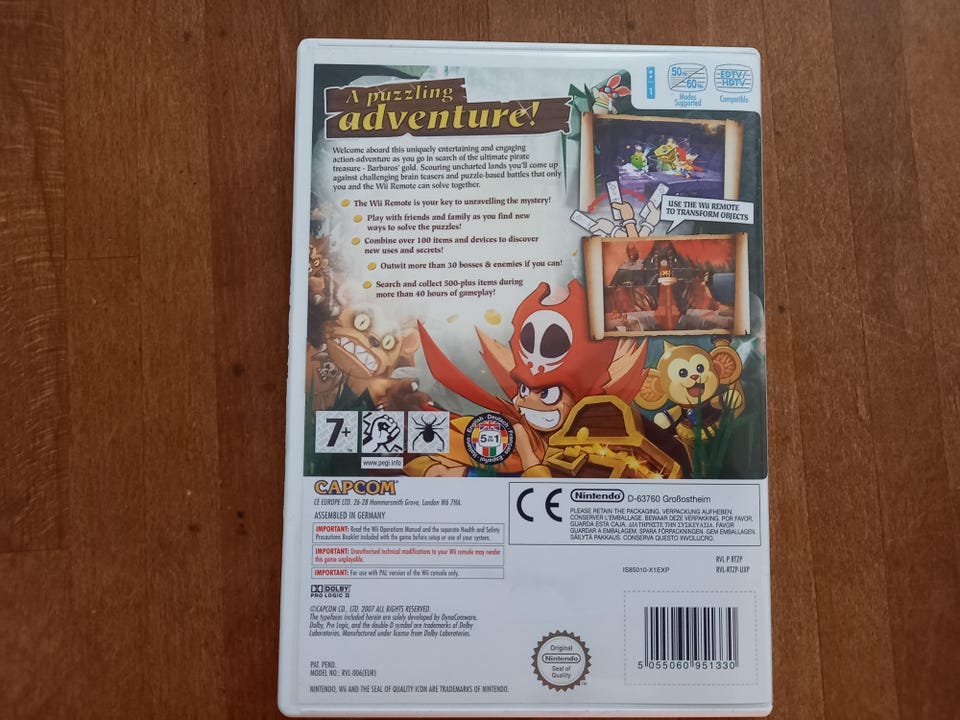 A puzzling
adventure!
1
50Hz
60Hz
Modes
Supported
EDTV/
HDTV
Compatible
Welcome aboard this uniquely entertaining and engaging
action-adventure as you go in search of the ultimate pirate
treasure - Barbaros' gold. Scouring uncharted lands you'll come up
against challenging brain teasers and puzzle-based battles that only
you and the Wii Remote can solve together.
The Wii Remote is your key to unravelling the mystery!
Play with friends and family as you find new
ways to solve the puzzles!
Combine over 100 items and devices to discover
new uses and secrets!
Outwit more than 30 bosses & enemies if you can!
Search and collect 500-plus items during
more than 40 hours of gameplay!
USE THE Wii REMOTE
TO TRANSFORM OBJECTS
7+
www.pegi.info
English · Deutsch · Français · Español · Italiano
5 in 1
CAPCOM
CE EUROPE LTD. 26-28 Hammersmith Grove, London W6 7HA.
ASSEMBLED IN GERMANY
IMPORTANT: Read the Wii Operations Manual and the separate Health and Safety
Precautions Booklet included with the game before setup or use of your system.
IMPORTANT: Unauthorised technical modifications to your Wii console may render
this game unplayable.
IMPORTANT: For use with PAL version of the Wii console only.
CE
Nintendo D-63760 Großostheim
PLEASE RETAIN THE PACKAGING. VERPACKUNG AUFHEBEN.
CONSERVER L'EMBALLAGE. BEWAAR DEZE VERPAKKING. POR FAVOR,
GUARDA ESTA CAJA. ΔΙΑΤΗΡΗΣΤΕ ΤΗΝ ΣΥΣΚΕΥΑΣΙΑ. FAVOR
GUARDAR A EMBALAGEM. SPARA FÖRPACKNINGEN. GEM EMBALLAGEN.
SÄILYTÄ PAKKAUS. CONSERVA QUESTO INVOLUCRO.
RVL P RTZP
IS85010-X1EXP
RVL-RTZP-UXP
DOLBY
PRO LOGIC II
©CAPCOM CO., LTD. 2007 ALL RIGHTS RESERVED.
The typefaces included herein are solely developed by DynaComware.
Dolby, Pro Logic, and the double-D symbol are trademarks of Dolby
Laboratories. Manufactured under license from Dolby Laboratories.
PAT. PEND.
MODEL NO.: RVL-006(EUR)
NINTENDO, Wii AND THE SEAL OF QUALITY ICON ARE TRADEMARKS OF NINTENDO.
Original
Nintendo
Seal of
Quality
TM
5 055060 951330